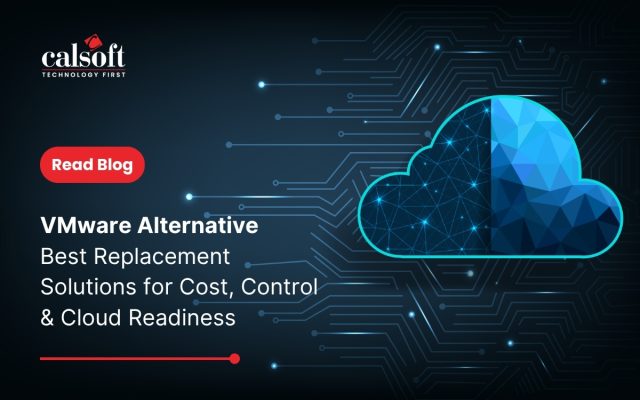 calsoft
TECHNOLOGY FIRST
Read Blog
VMware Alternative
Best Replacement
Solutions for Cost, Control
& Cloud Readiness